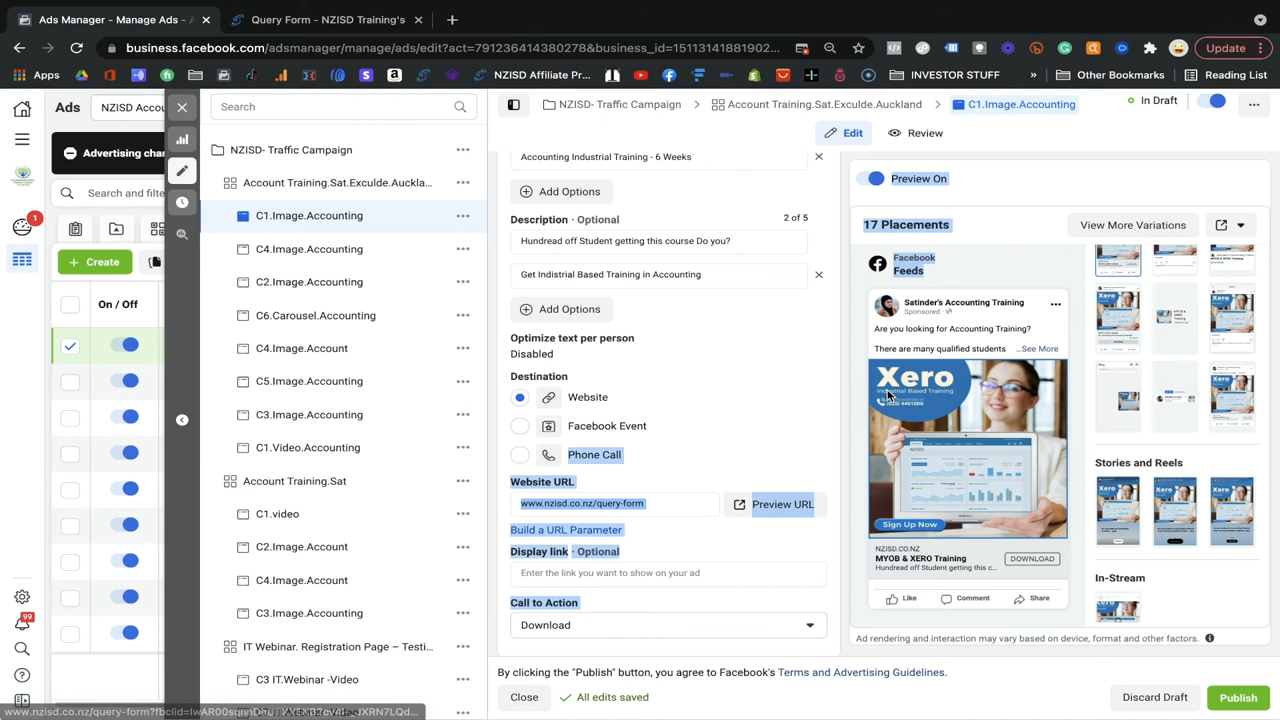 Ads Manager - Manage ads - Ad
Query Form - NZISD Training's
business.facebook.com/adsmanager/manage/ads/edit?act=791236414380278&business_id=15113141881902...
Update
Apps
NZISD Affiliate Pr...
INVESTOR STUFF
Other Bookmarks
Reading List
Ads
NZISD Accou
Advertising chan
Search and filte
1
Create
On / Off
99
Search
NZISD- Traffic Campaign
Account Training.Sat.Exculde.Auckla...
C1.Image.Accounting
C4.Image.Accounting
C2.Image.Accounting
C6.Carousel.Accounting
C4.Image.Account
C5.Image.Accounting
C3.Image.Accounting
C1.Video.Accounting
Account Training.Sat
C1.video
C2.Image.Account
C4.Image.Account
C3.Image.Accounting
IT Webinar. Registration Page – Testi...
C3 IT.Webinar -Video
NZISD- Traffic Campaign
Account Training.Sat.Exculde.Auckland
C1.Image.Accounting
In Draft
Edit
Review
Accounting Industrial Training - 6 Weeks
Add Options
Description · Optional
2 of 5
Hundread off Student getting this course Do you?
Get Indistrial Based Training in Accounting
Add Options
Optimize text per person
Disabled
Destination
Website
Facebook Event
Phone Call
Website URL
www.nzisd.co.nz/query-form
Preview URL
Build a URL Parameter
Display link · Optional
Enter the link you want to show on your ad
Call to Action
Download
Preview On
17 Placements
View More Variations
Facebook
Feeds
Satinder's Accounting Training
Sponsored
Are you looking for Accounting Training?
There are many qualified students ...See More
Xero
Industrial Based Training
Sign Up Now
NZISD.CO.NZ
MYOB & XERO Training
Hundread off Student getting this c...
DOWNLOAD
Like
Comment
Share
Stories and Reels
In-Stream
Ad rendering and interaction may vary based on device, format and other factors.
By clicking the "Publish" button, you agree to Facebook's Terms and Advertising Guidelines.
Close
All edits saved
Discard Draft
Publish